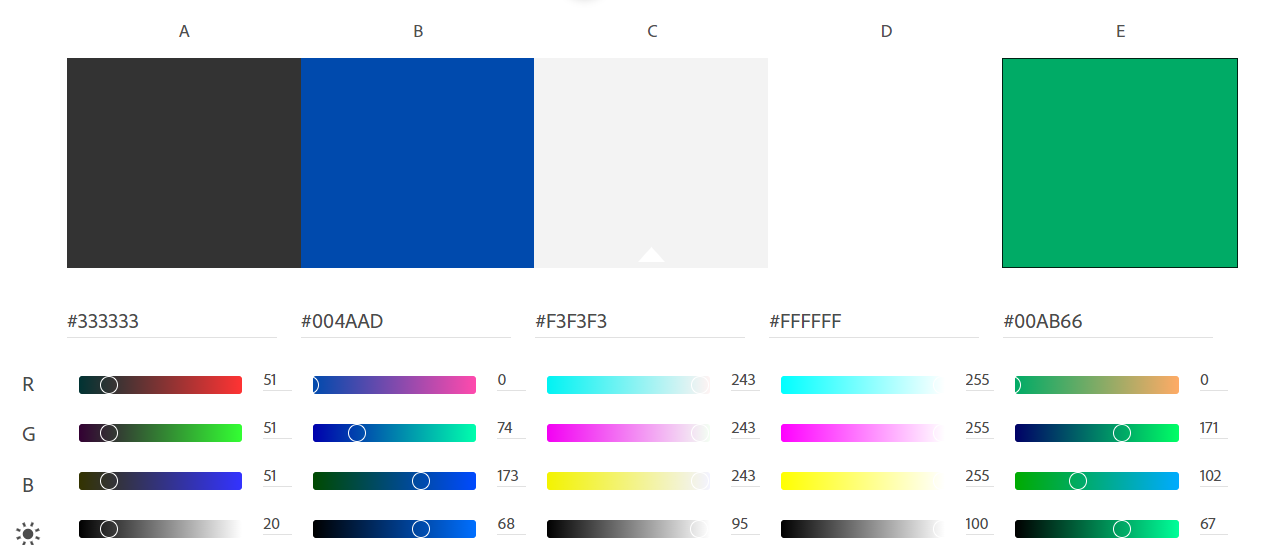 A B C D E
#333333 #004AAD #F3F3F3 #FFFFFF #00AB66
R 51 0 243 255 0
G 51 74 243 255 171
B 51 173 243 255 102
20 68 95 100 67